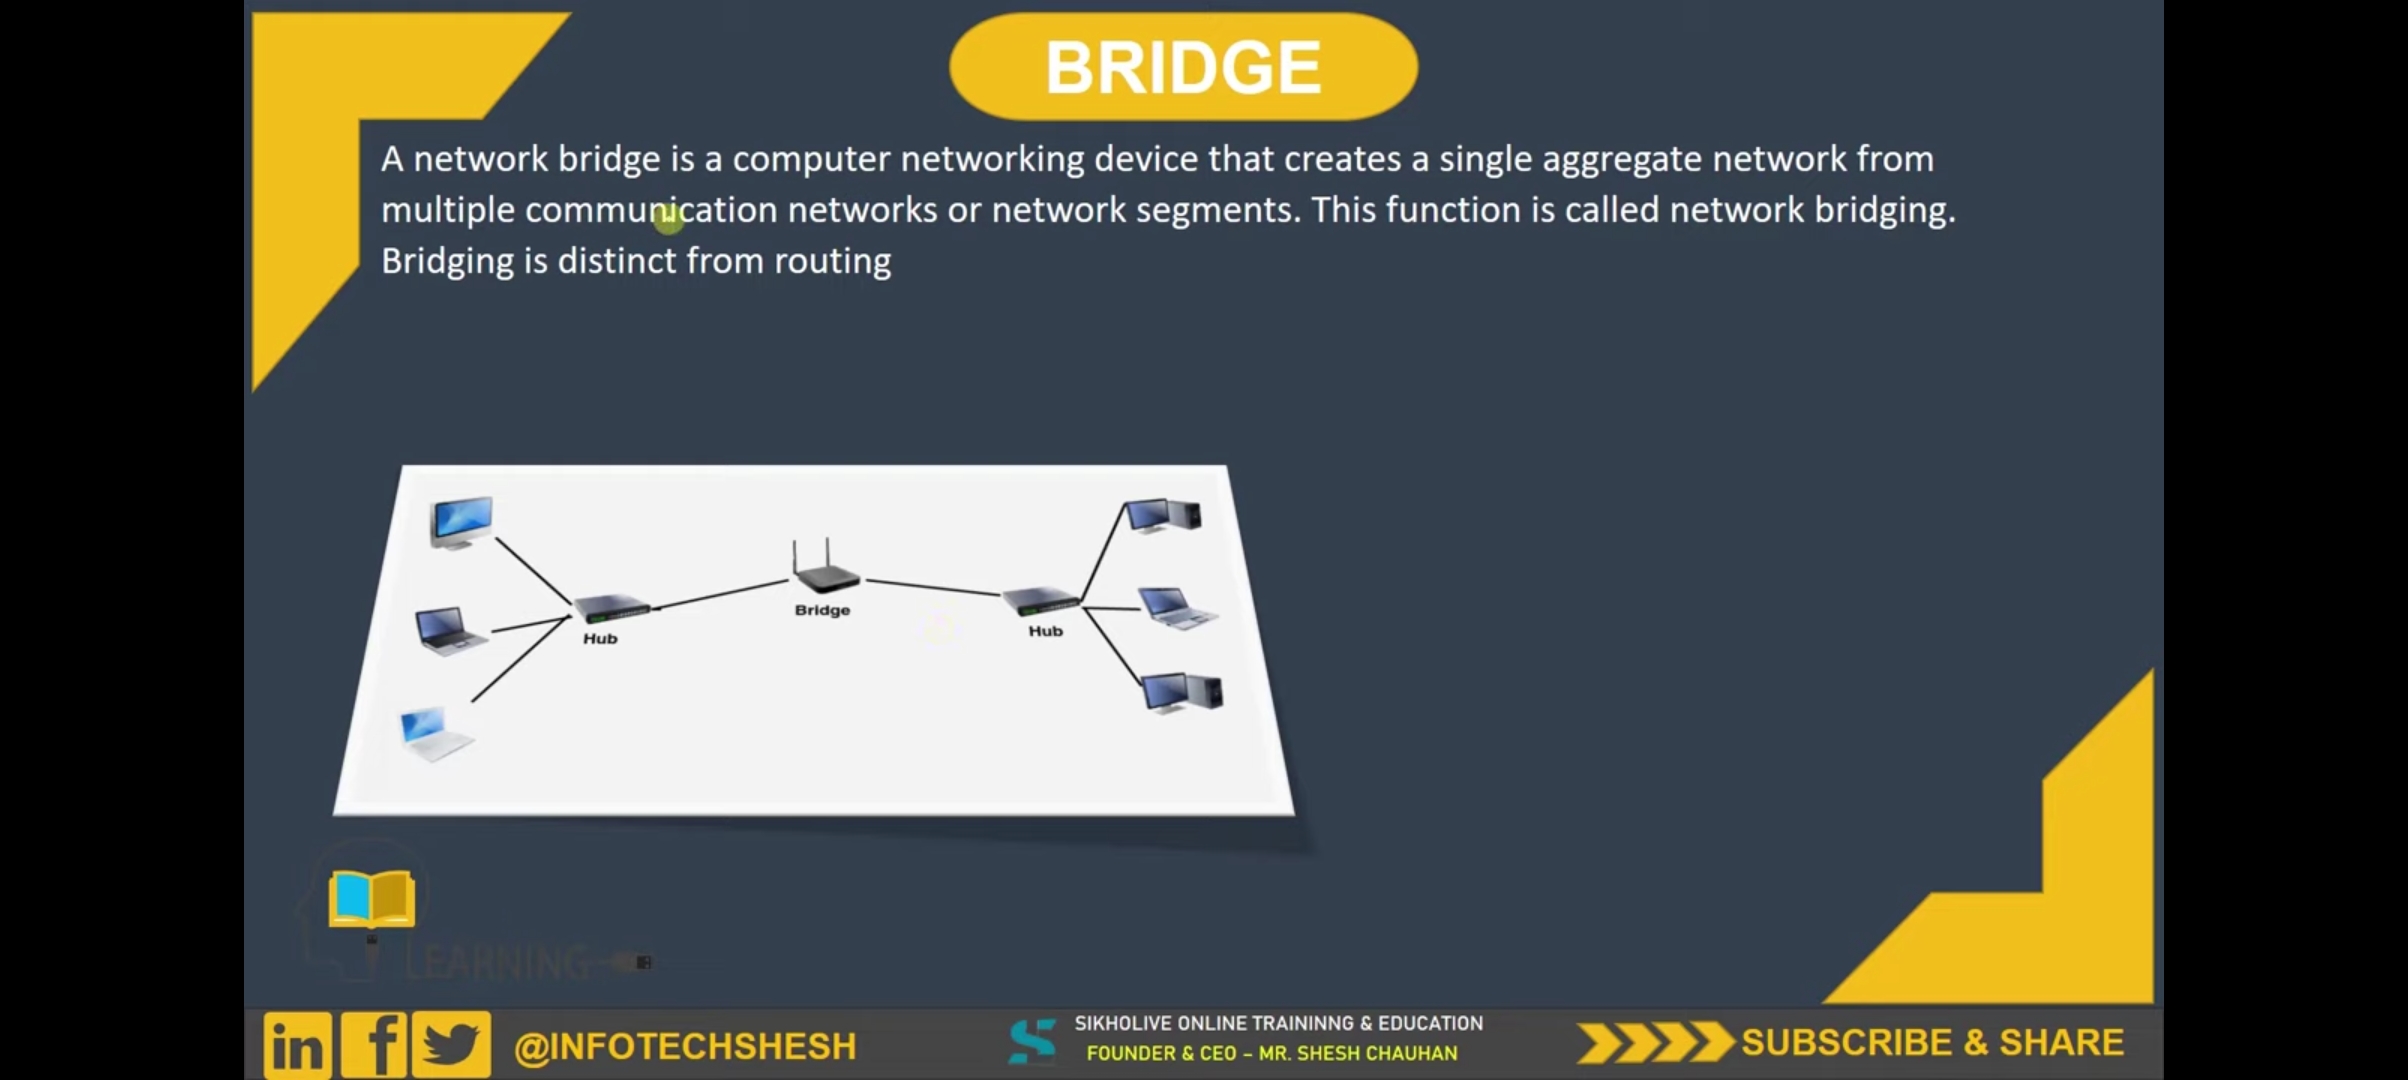 BRIDGE
A network bridge is a computer networking device that creates a single aggregate network from
multiple communication networks or network segments. This function is called network bridging.
Bridging is distinct from routing
Bridge
Hub
Hub
LEARNING
in f @INFOTECHSHESH
SIKHOLIVE ONLINE TRAININNG & EDUCATION
FOUNDER & CEO – MR. SHESH CHAUHAN
SUBSCRIBE & SHARE